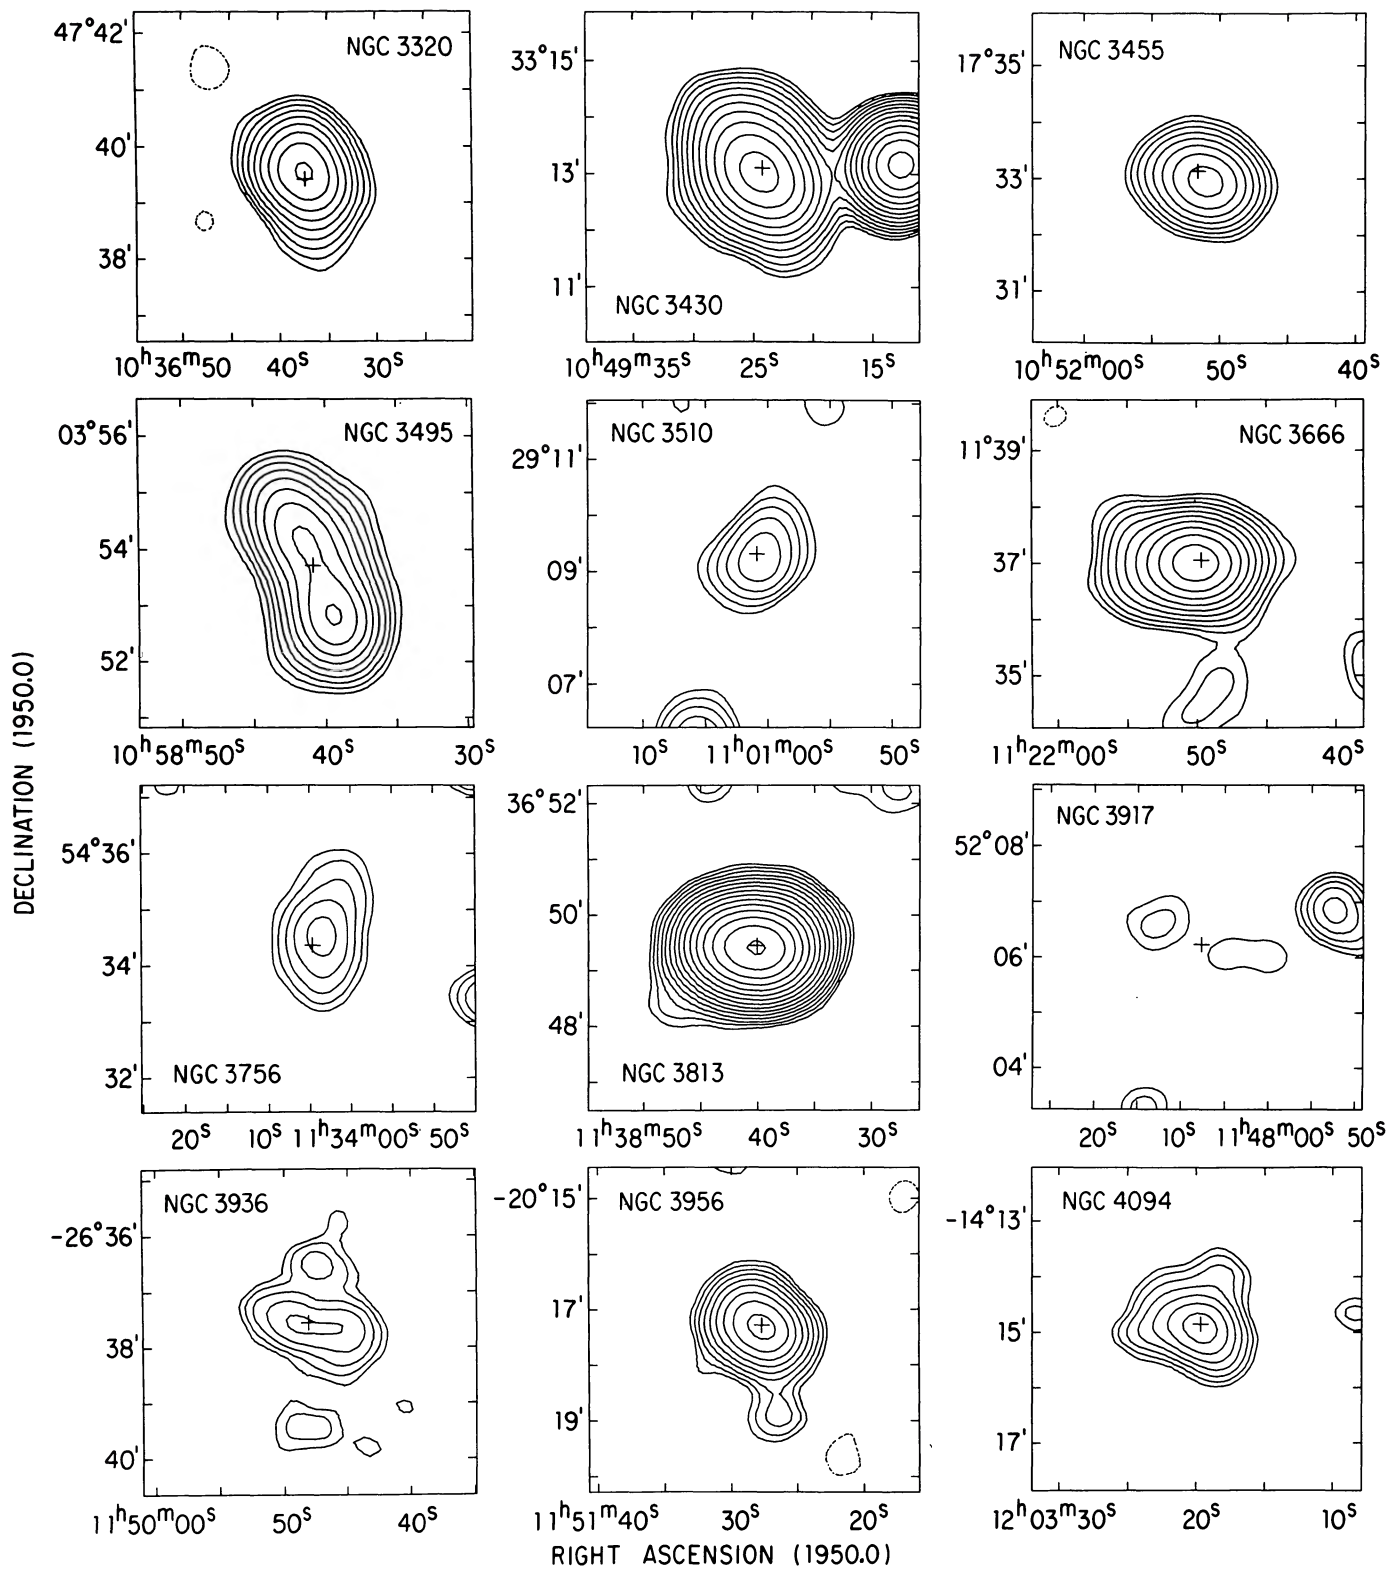 DECLINATION (1950.0)
47°42'
40'
38'
NGC 3320
10ʰ36ᵐ50 40ˢ 30ˢ
33°15'
13'
11'
NGC 3430
10ʰ49ᵐ35ˢ 25ˢ 15ˢ
17°35'
33'
31'
NGC 3455
10ʰ52ᵐ00ˢ 50ˢ 40ˢ
03°56'
54'
52'
NGC 3495
10ʰ58ᵐ50ˢ 40ˢ 30ˢ
29°11'
09'
07'
NGC 3510
10ˢ 11ʰ01ᵐ00ˢ 50ˢ
11°39'
37'
35'
NGC 3666
11ʰ22ᵐ00ˢ 50ˢ 40ˢ
54°36'
34'
32'
NGC 3756
20ˢ 10ˢ 11ʰ34ᵐ00ˢ 50ˢ
36°52'
50'
48'
NGC 3813
11ʰ38ᵐ50ˢ 40ˢ 30ˢ
52°08'
06'
04'
NGC 3917
20ˢ 10ˢ 11ʰ48ᵐ00ˢ 50ˢ
-26°36'
38'
40'
NGC 3936
11ʰ50ᵐ00ˢ 50ˢ 40ˢ
-20°15'
17'
19'
NGC 3956
11ʰ51ᵐ40ˢ 30ˢ 20ˢ
-14°13'
15'
17'
NGC 4094
12ʰ03ᵐ30ˢ 20ˢ 10ˢ
RIGHT ASCENSION (1950.0)